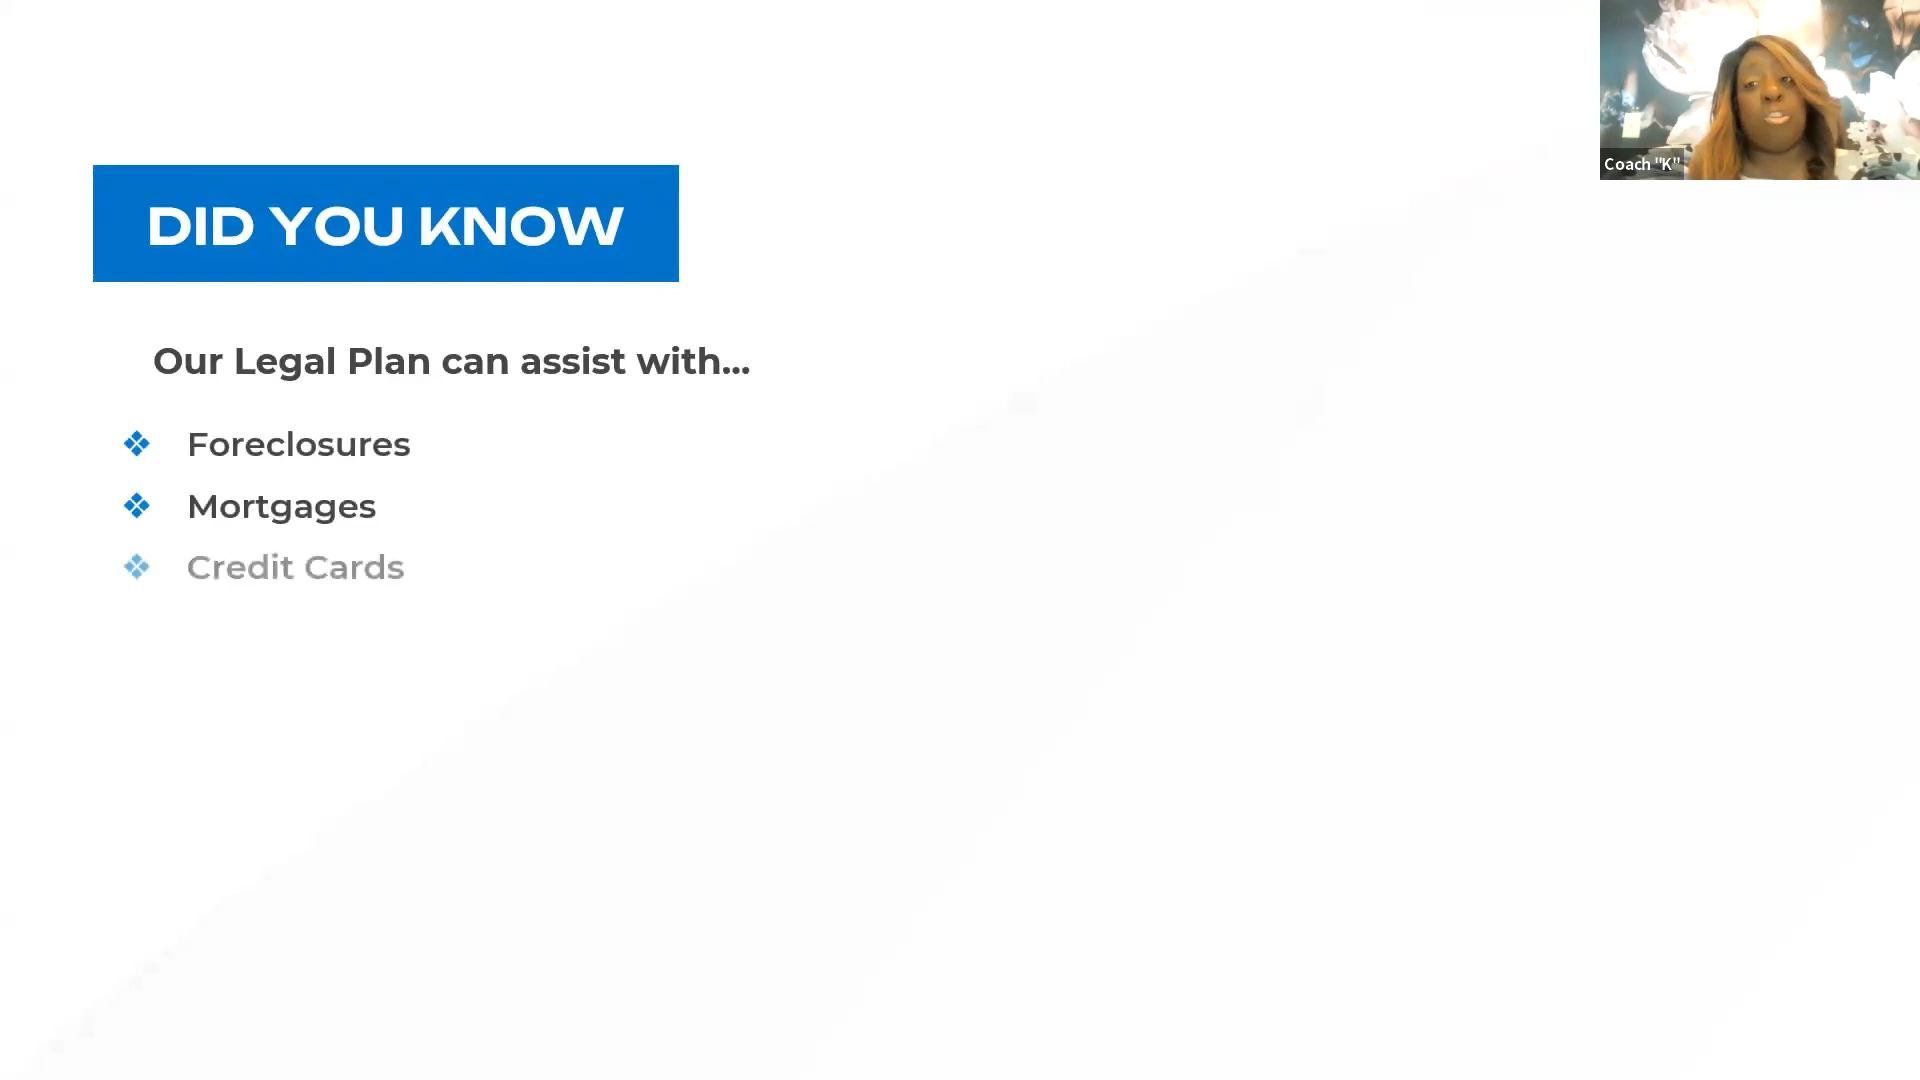 DID YOU KNOW
Our Legal Plan can assist with...
❖ Foreclosures
❖ Mortgages
❖ Credit Cards
Coach "K"